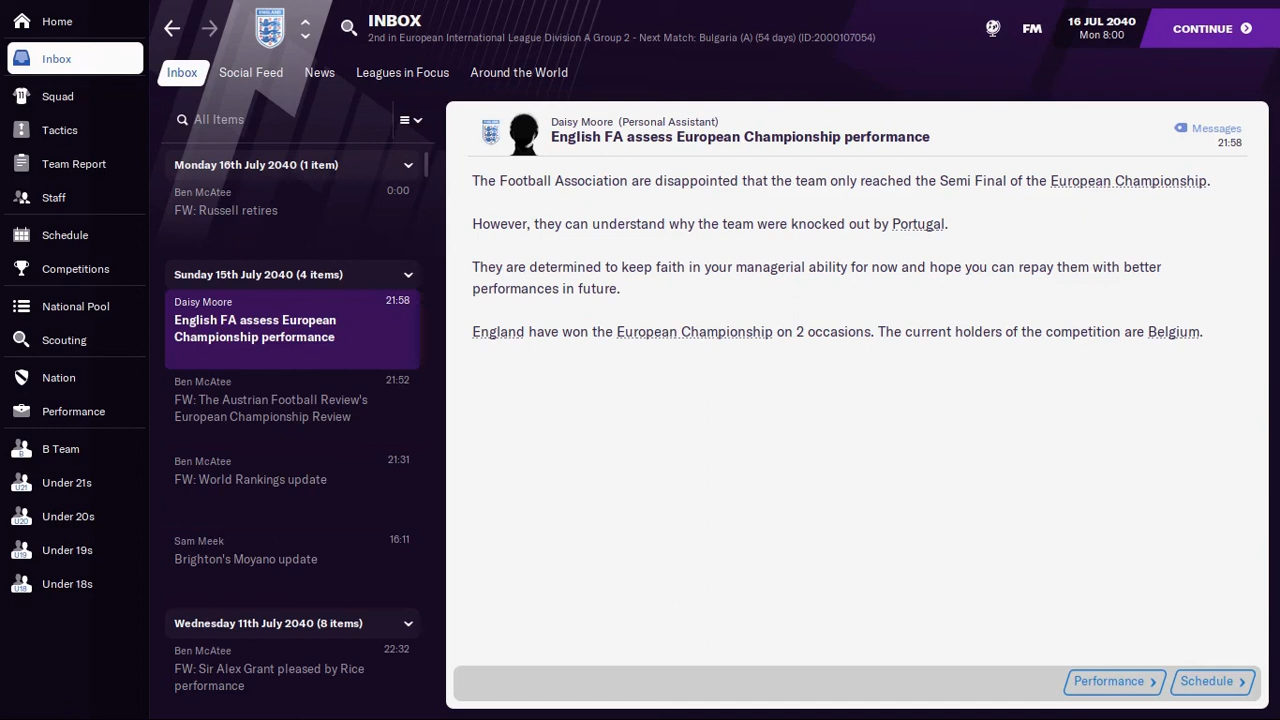 Home
Inbox
Squad
Tactics
Team Report
Staff
Schedule
Competitions
National Pool
Scouting
Nation
Performance
B Team
Under 21s
Under 20s
Under 19s
Under 18s
INBOX
2nd in European International League Division A Group 2 - Next Match: Bulgaria (A) (54 days) (ID:2000107054)
FM
16 JUL 2040
Mon 8:00
CONTINUE
Inbox Social Feed News Leagues in Focus Around the World
All Items
Monday 16th July 2040 (1 item)
Ben McAtee 0:00
FW: Russell retires
Sunday 15th July 2040 (4 items)
Daisy Moore 21:58
English FA assess European
Championship performance
Ben McAtee 21:52
FW: The Austrian Football Review's
European Championship Review
Ben McAtee 21:31
FW: World Rankings update
Sam Meek 16:11
Brighton's Moyano update
Wednesday 11th July 2040 (8 items)
Ben McAtee 22:32
FW: Sir Alex Grant pleased by Rice
performance
Daisy Moore (Personal Assistant)
English FA assess European Championship performance
Messages
21:58
The Football Association are disappointed that the team only reached the Semi Final of the European Championship.
However, they can understand why the team were knocked out by Portugal.
They are determined to keep faith in your managerial ability for now and hope you can repay them with better
performances in future.
England have won the European Championship on 2 occasions. The current holders of the competition are Belgium.
Performance
Schedule